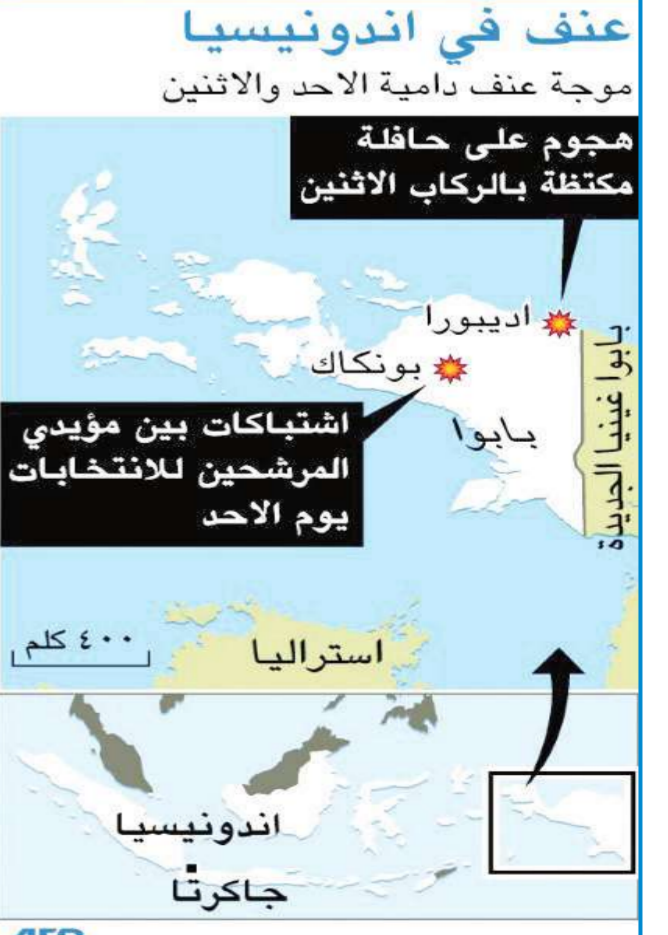 عنف في اندونيسيا
موجة عنف دامية الاحد والاثنين
هجوم على حافلة
مكتظة بالركاب الاثنين
اديبورا
بونكاك
بابوا غينيا الجديدة
اشتباكات بين مؤيدي
المرشحين للانتخابات
يوم الاحد
بابوا
استراليا
٤٠٠ كلم
اندونيسيا
جاكرتا